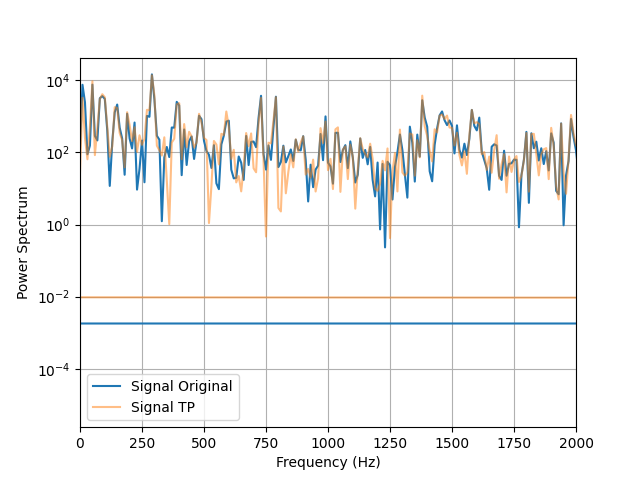 Power Spectrum
10⁴
10²
10⁰
10⁻²
10⁻⁴
Signal Original
Signal TP
0 250 500 750 1000 1250 1500 1750 2000
Frequency (Hz)